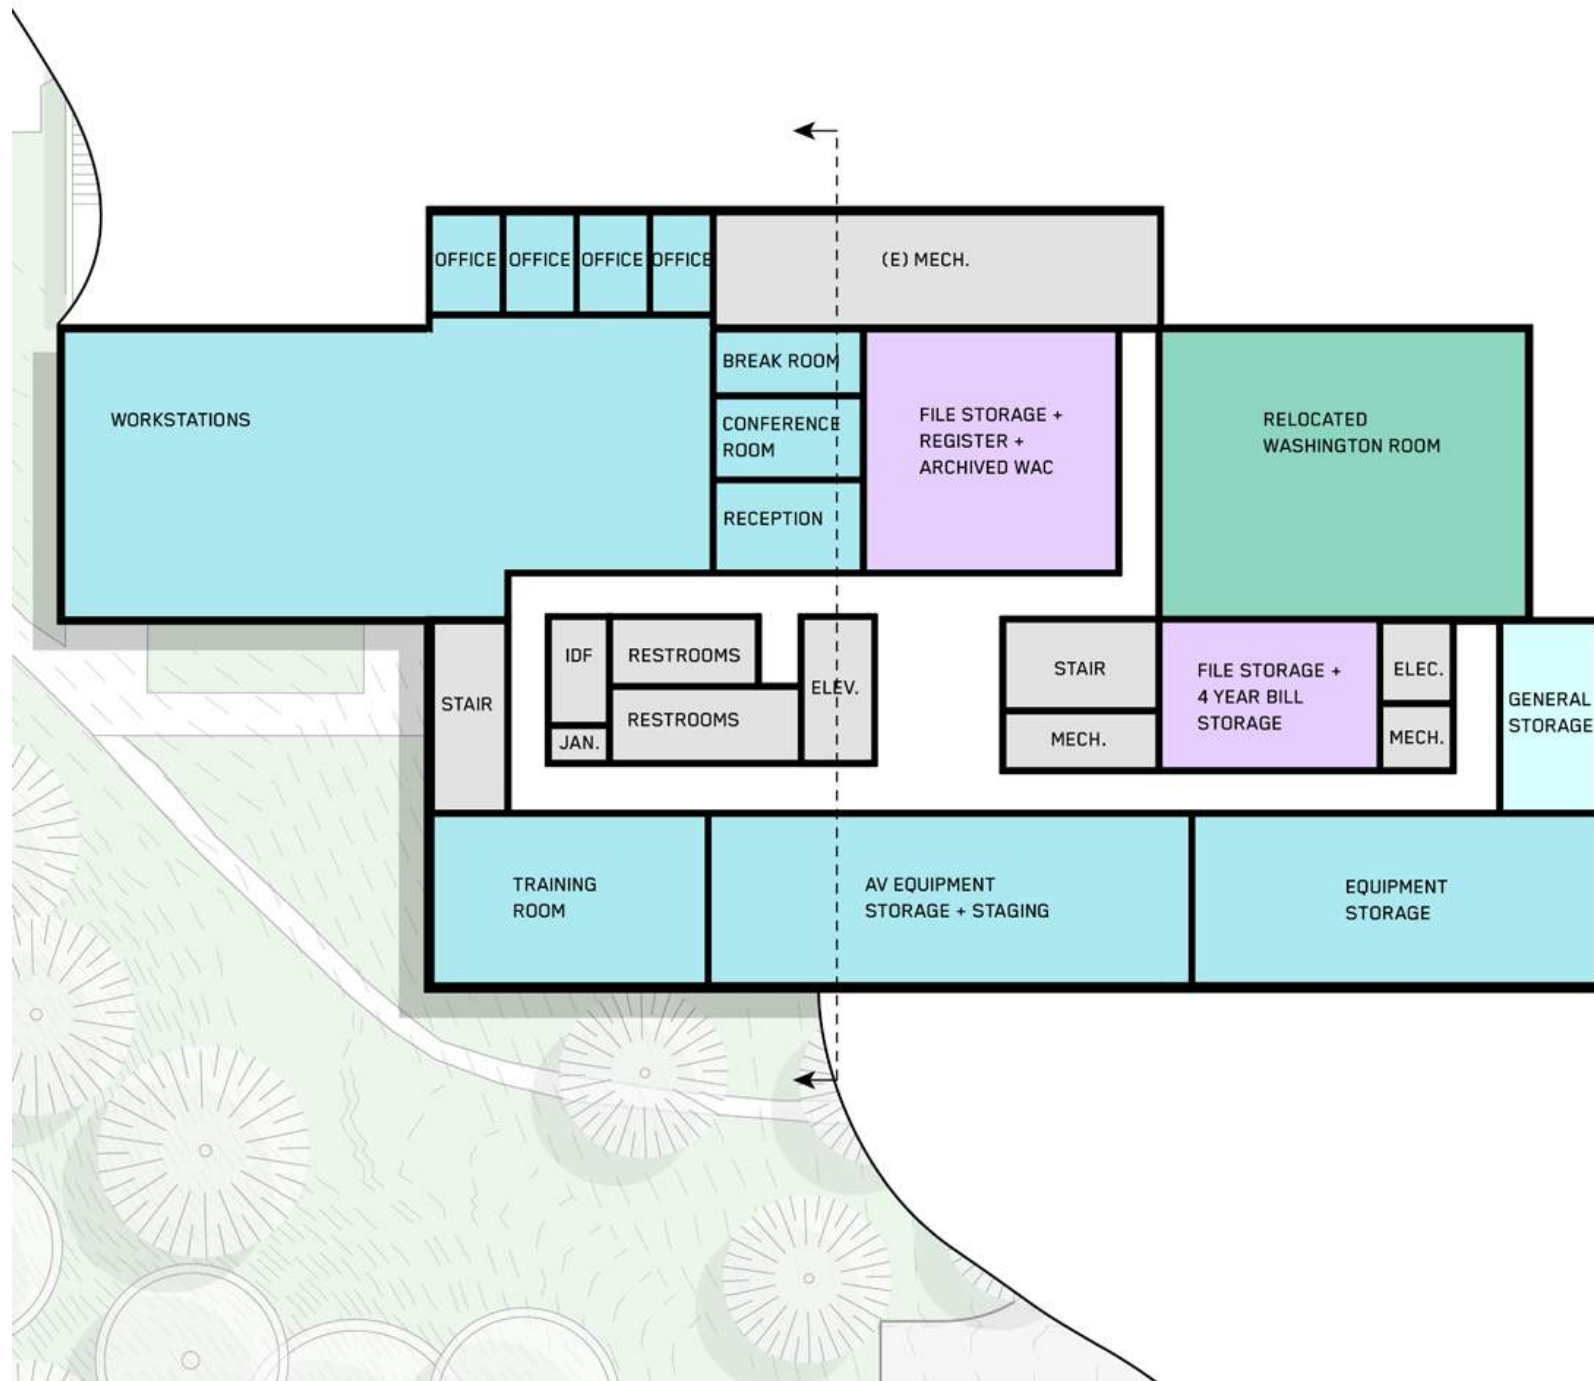 OFFICE
OFFICE
OFFICE
OFFICE
(E) MECH.
BREAK ROOM
WORKSTATIONS
CONFERENCE
ROOM
FILE STORAGE +
REGISTER +
ARCHIVED WAC
RELOCATED
WASHINGTON ROOM
RECEPTION
IDF
RESTROOMS
ELEV.
STAIR
STAIR
FILE STORAGE +
4 YEAR BILL
STORAGE
ELEC.
GENERAL
STORAGE
RESTROOMS
JAN.
MECH.
MECH.
TRAINING
ROOM
AV EQUIPMENT
STORAGE + STAGING
EQUIPMENT
STORAGE